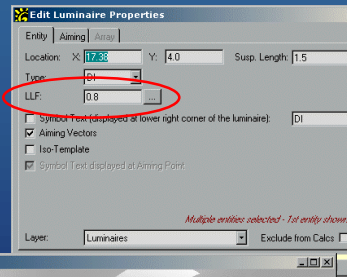 Edit Luminaire Properties
Entity Aiming Array
Location: X: 17.38 Y: 4.0 Susp. Length: 1.5
Type: DI
LLF: 0.8 ...
Symbol Text (displayed at lower right corner of the luminaire): DI
Aiming Vectors
Iso-Template
Symbol Text displayed at Aiming Point
Multiple entities selected - 1st entity shown
Layer: Luminaires Exclude from Calcs